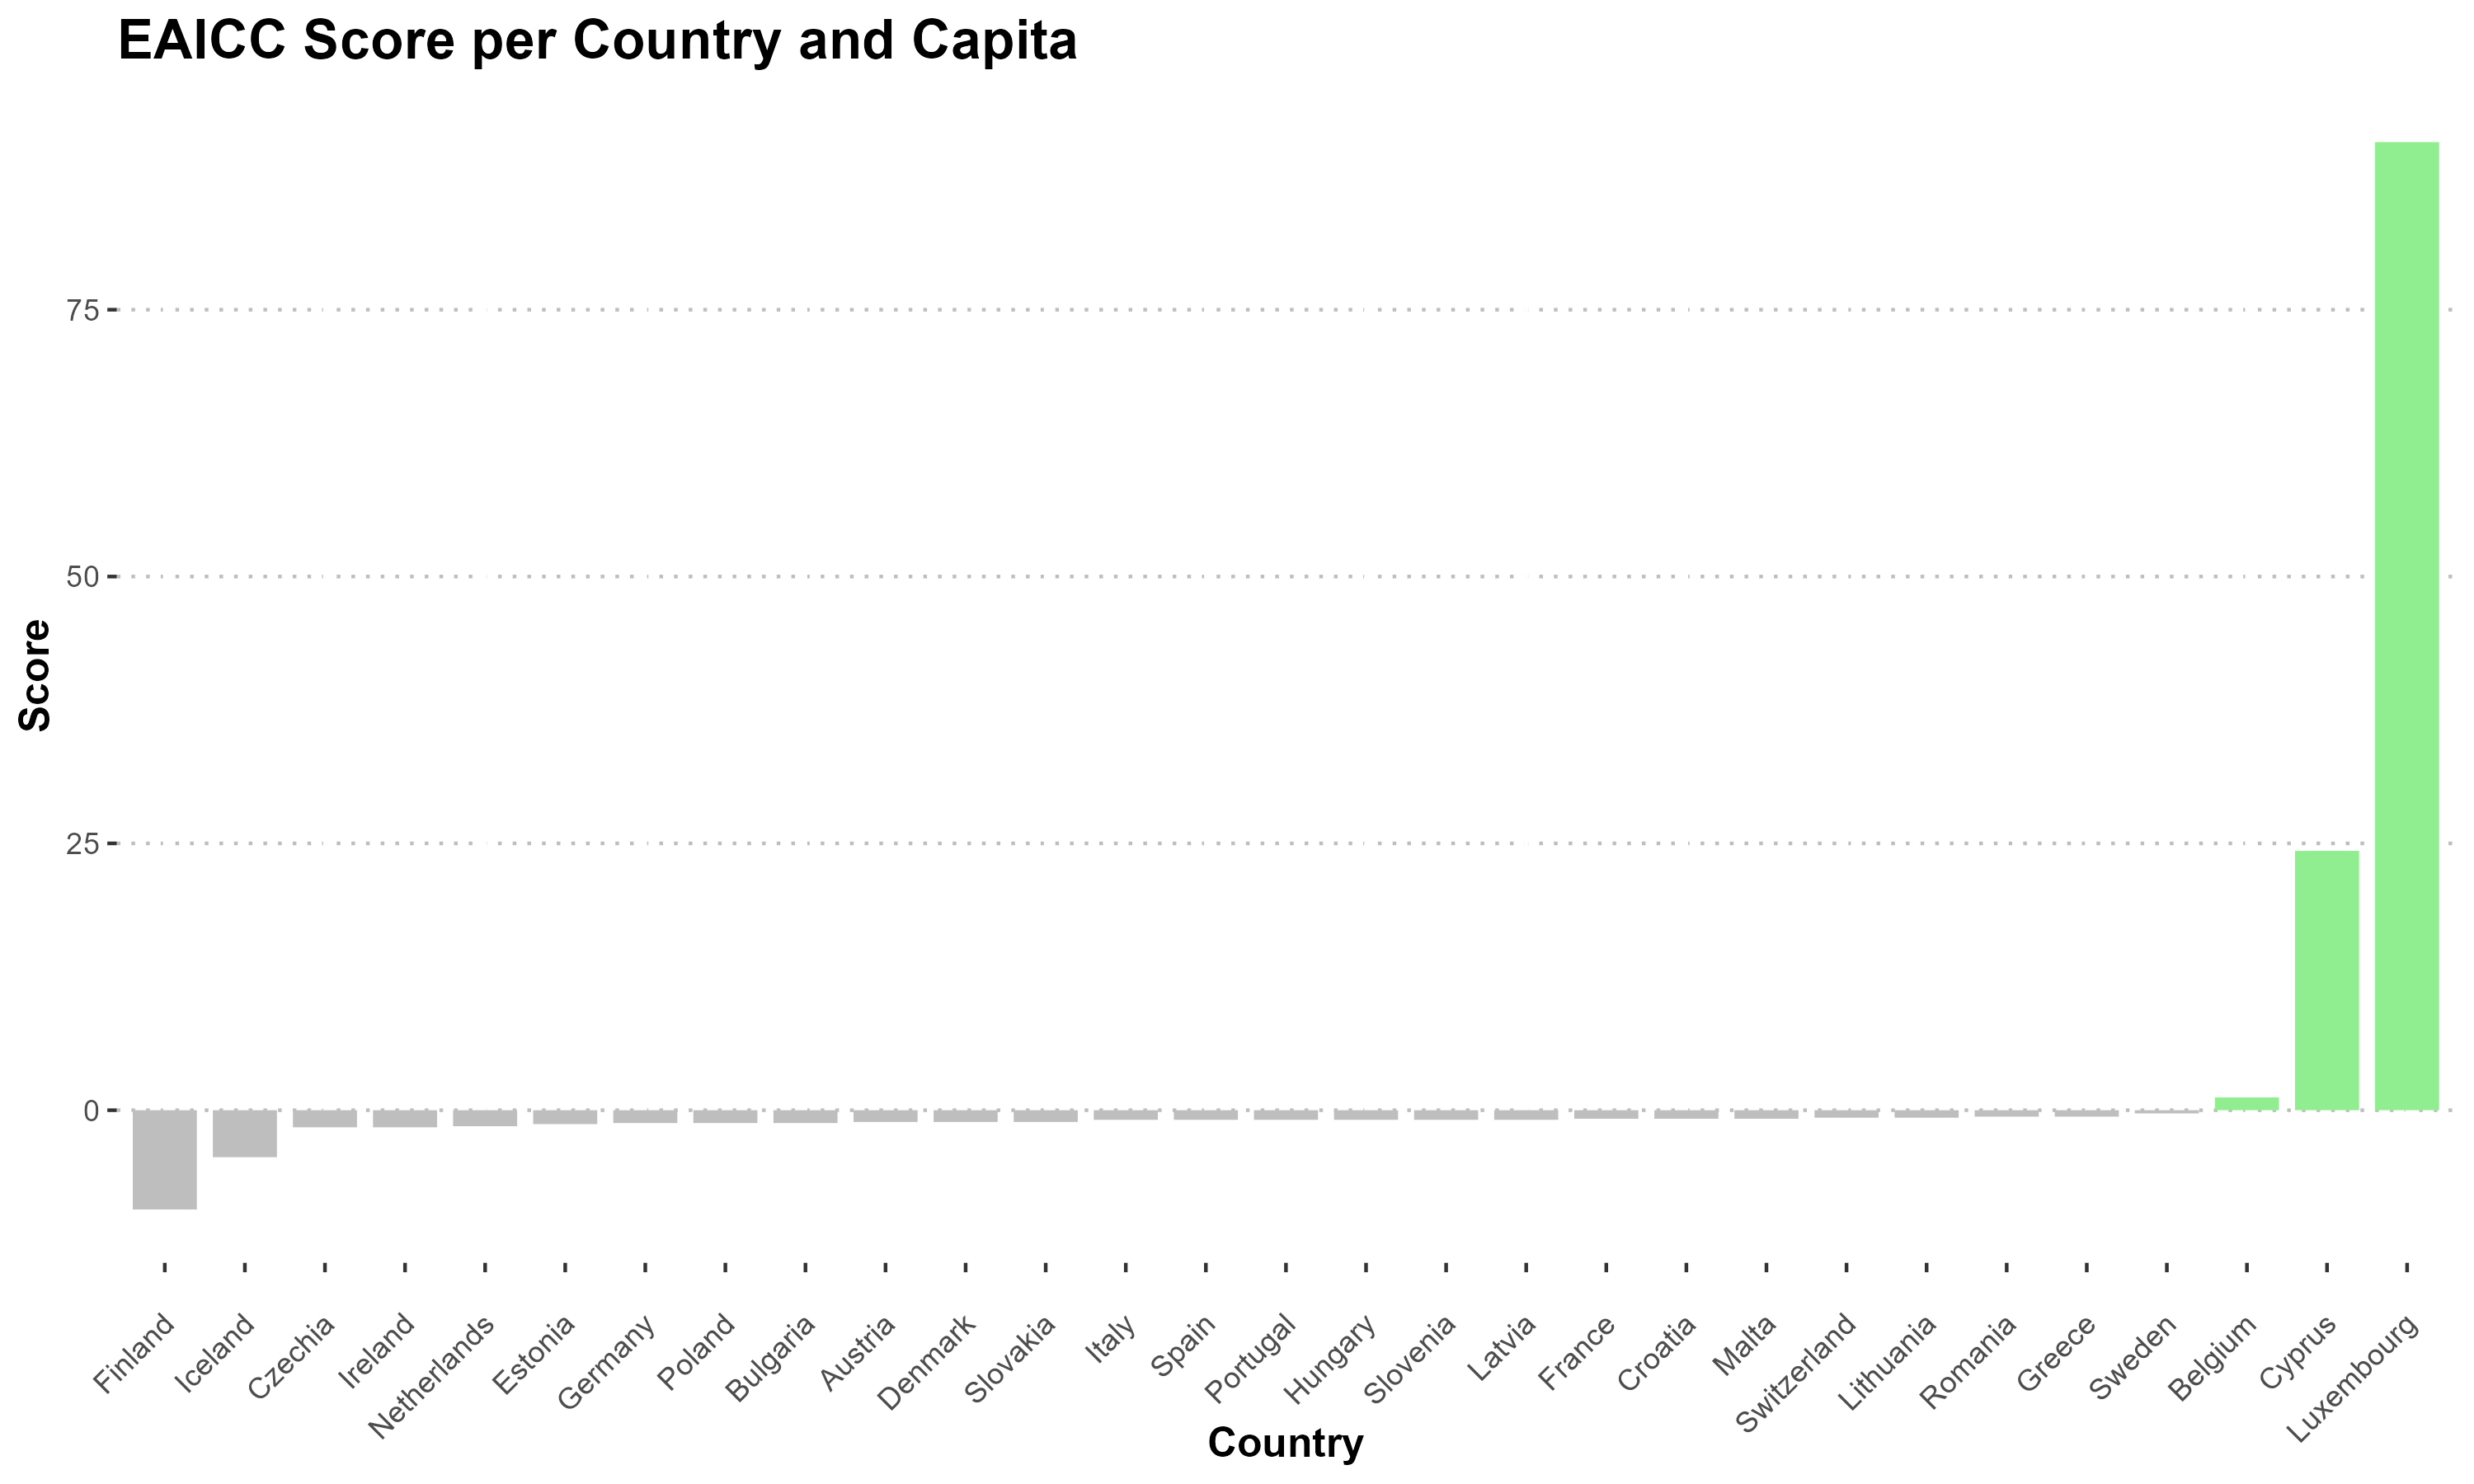 EAICC Score per Country and Capita
Score
75
50
25
0
Finland
Iceland
Czechia
Ireland
Netherlands
Estonia
Germany
Poland
Bulgaria
Austria
Denmark
Slovakia
Italy
Spain
Portugal
Hungary
Slovenia
Latvia
France
Croatia
Malta
Switzerland
Lithuania
Romania
Greece
Sweden
Belgium
Cyprus
Luxembourg
Country